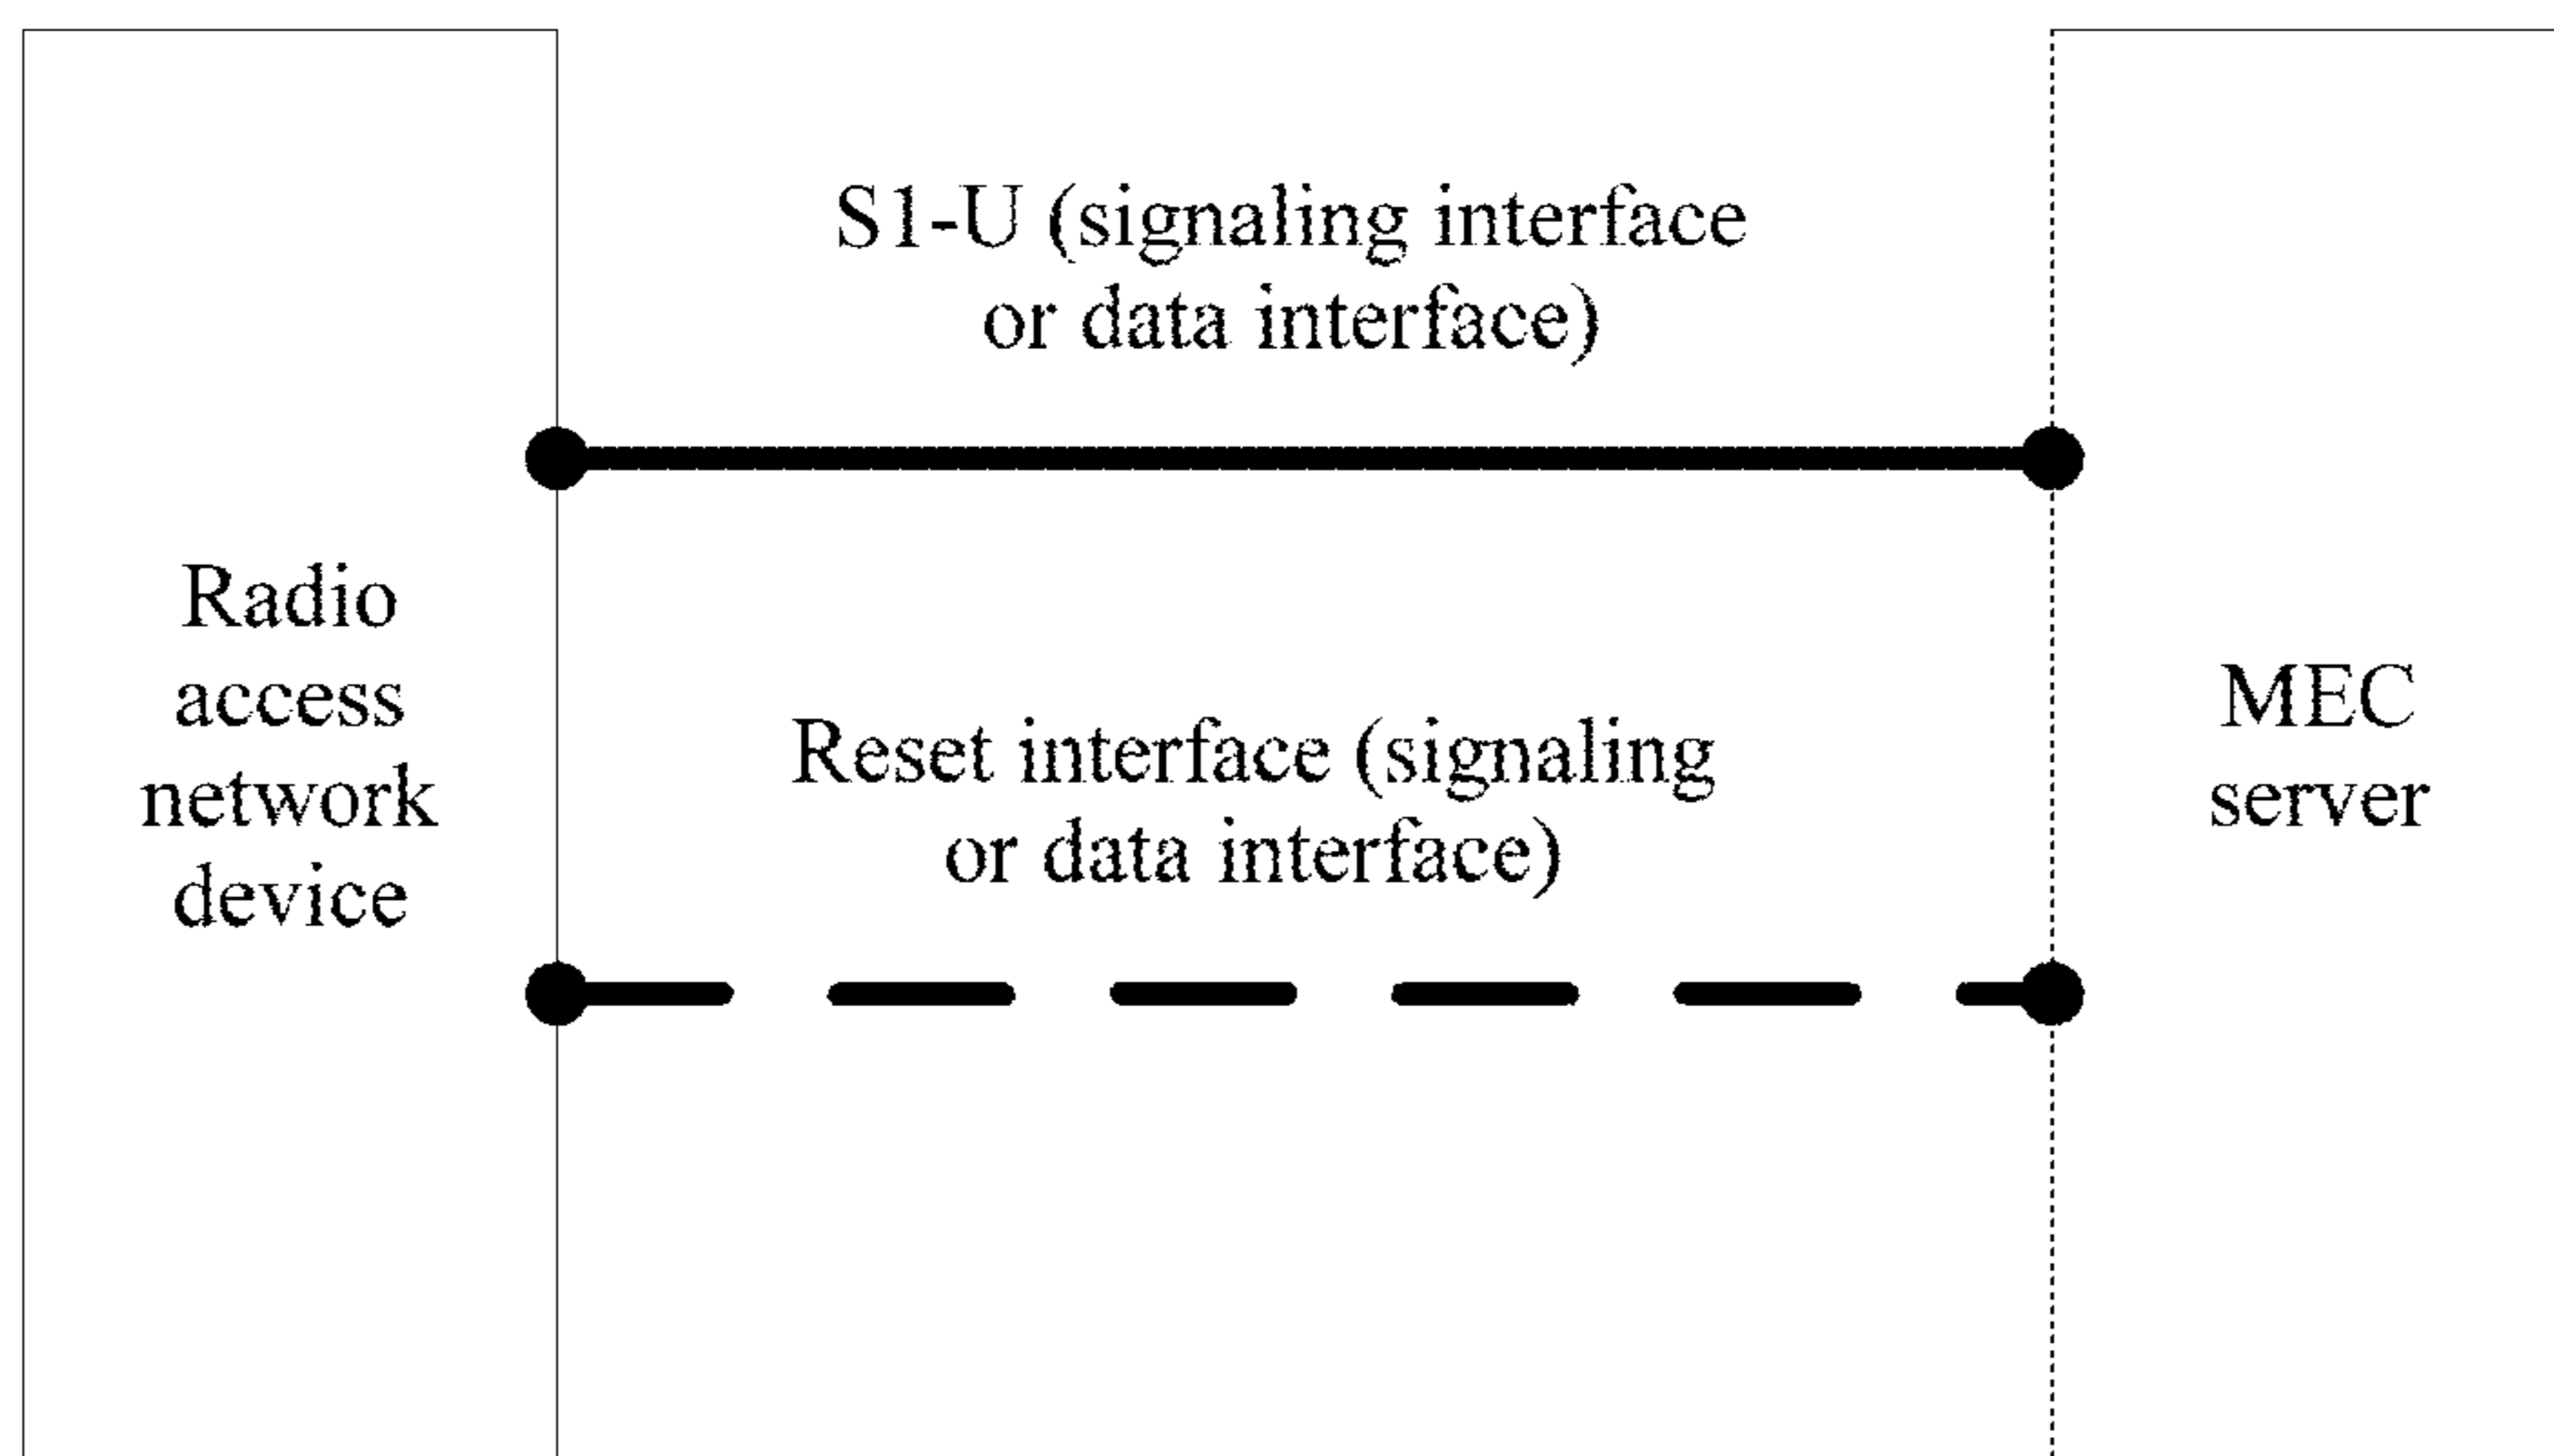 S1-U (signaling interface
or data interface)
Radio
access
network
device
Reset interface (signaling
or data interface)
MEC
server